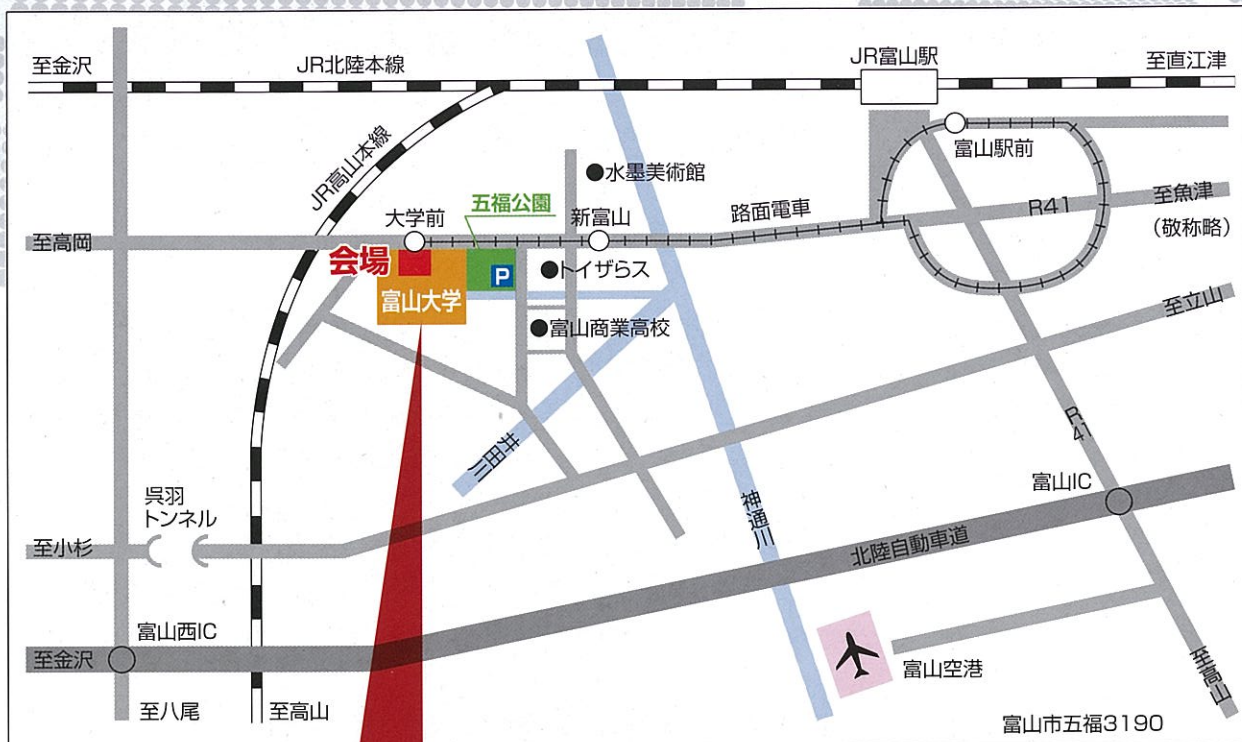 至金沢
JR北陸本線
JR富山駅
至直江津
JR高山本線
富山駅前
水墨美術館
五福公園
大学前
新富山
路面電車
R41
至魚津
(敬称略)
至高岡
会場
P
トイザらス
富山大学
富山商業高校
至立山
井田川
R
41
呉羽
トンネル
神通川
富山IC
至小杉
北陸自動車道
富山西IC
至金沢
富山空港
至八尾
至高山
至高山
富山市五福3190